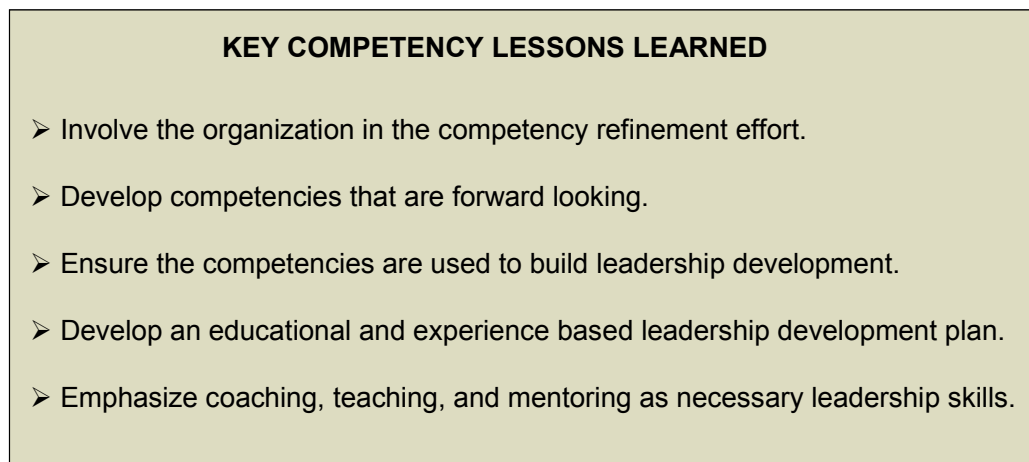 KEY COMPETENCY LESSONS LEARNED
➢ Involve the organization in the competency refinement effort.
➢ Develop competencies that are forward looking.
➢ Ensure the competencies are used to build leadership development.
➢ Develop an educational and experience based leadership development plan.
➢ Emphasize coaching, teaching, and mentoring as necessary leadership skills.